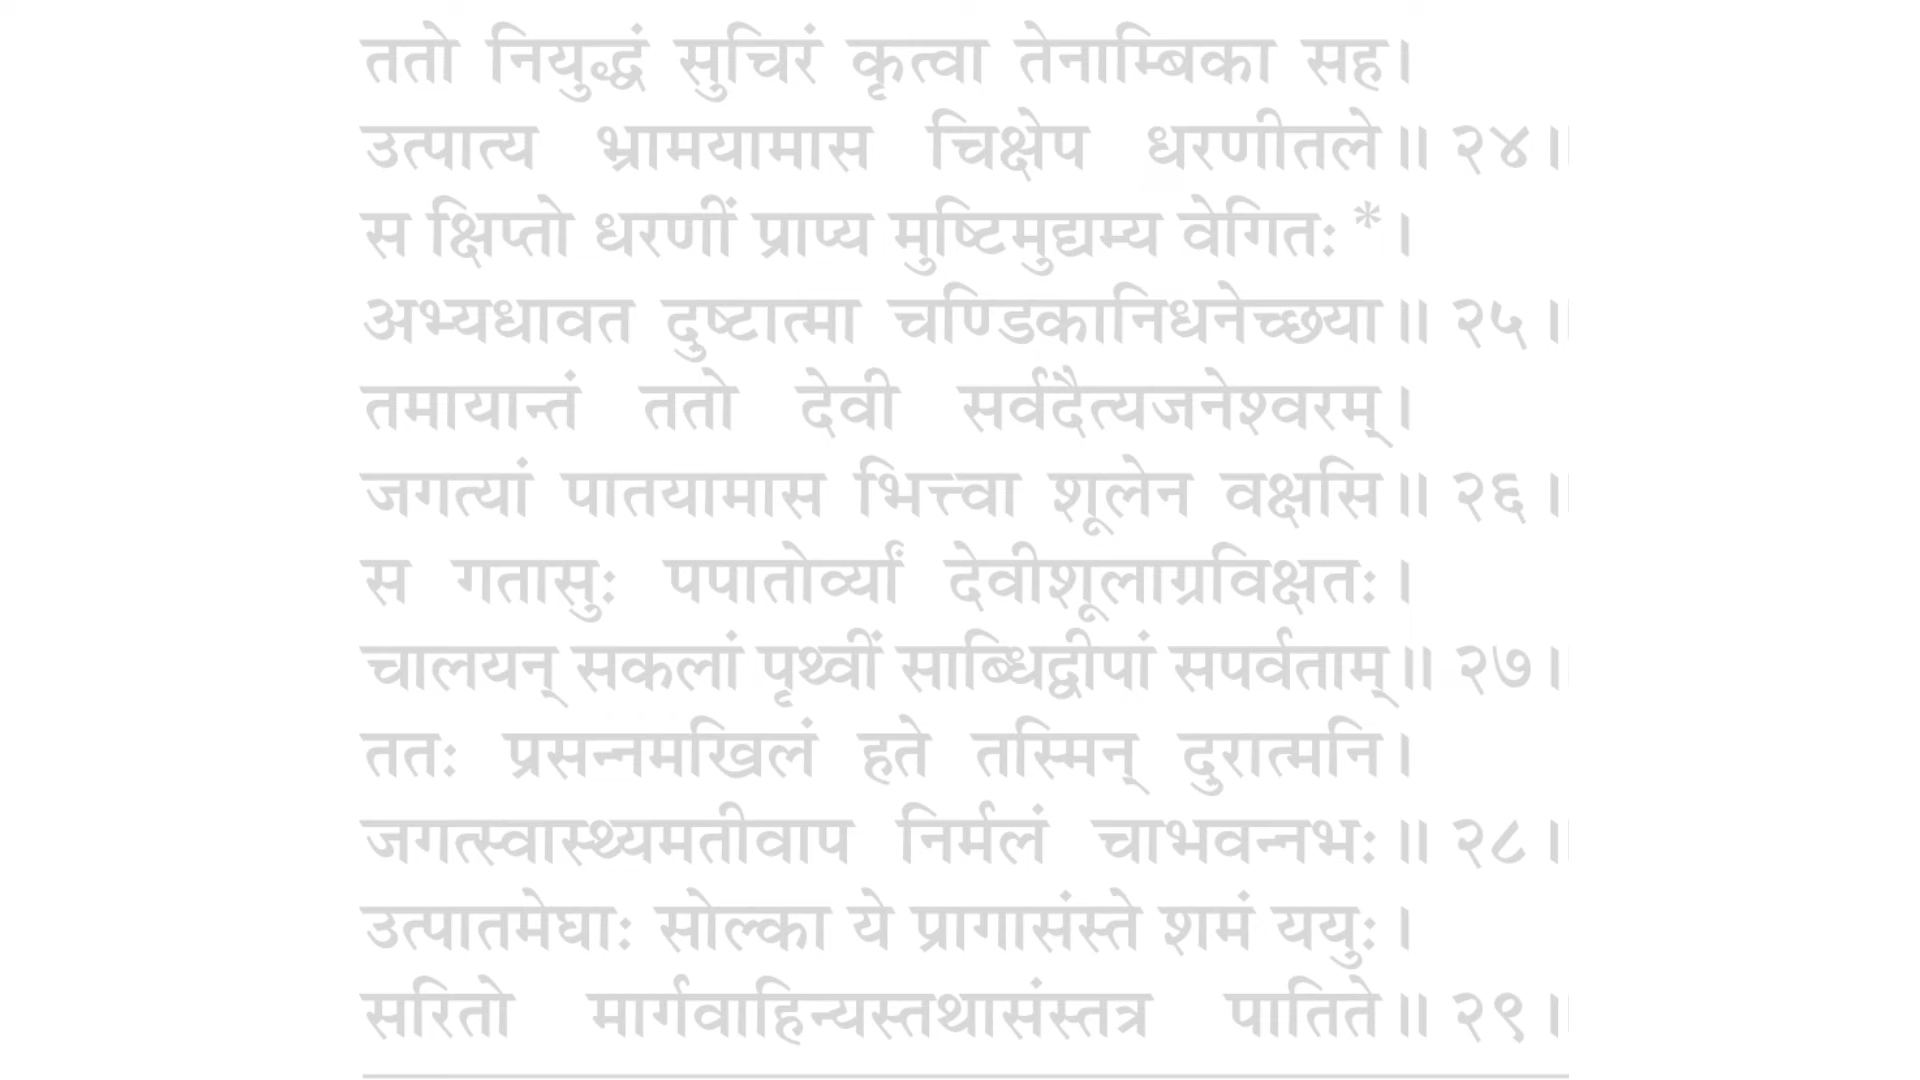 ततो नियुद्धं सुचिरं कृत्वा तेनाम्बिका सह।
उत्पात्य भ्रामयामास चिक्षेप धरणीतले॥ २४॥
स क्षिप्तो धरणीं प्राप्य मुष्टिमुद्यम्य वेगितः *।
अभ्यधावत दुष्टात्मा चण्डिकानिधनेच्छया॥ २५॥
तमायान्तं ततो देवी सर्वदैत्यजनेश्वरम्।
जगत्यां पातयामास भित्त्वा शूलेन वक्षसि॥ २६॥
स गतासुः पपातोर्व्यां देवीशूलाग्रविक्षतः।
चालयन् सकलां पृथ्वीं साब्धिद्वीपां सपर्वताम्॥ २७॥
ततः प्रसन्नमखिलं हते तस्मिन् दुरात्मनि।
जगत्स्वास्थ्यमतीवाप निर्मलं चाभवन्नभः॥ २८॥
उत्पातमेघाः सोल्का ये प्रागासंस्ते शमं ययुः।
सरितो मार्गवाहिन्यस्तथासंस्तत्र पातिते॥ २९॥